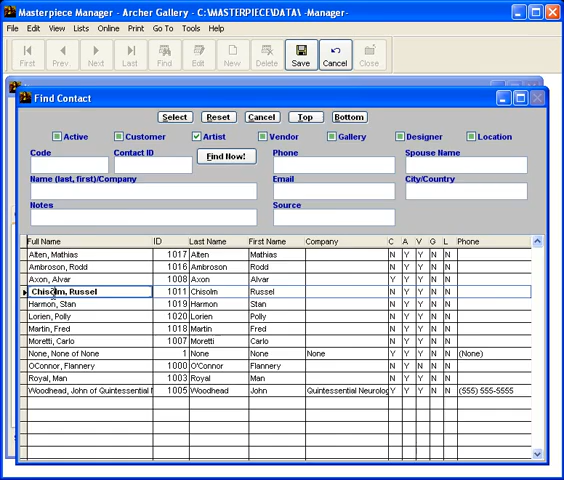 Masterpiece Manager - Archer Gallery - C:\MASTERPIECE\DATA\ -Manager-
File Edit View Lists Online Print Go To Tools Help
First Prev Next Last Find Edit New Delete Save Cancel Close
Find Contact
Select Reset Cancel Top Bottom
Active Customer Artist Vendor Gallery Designer Location
Code Contact ID Find Now! Phone Spouse Name
Name (last, first)/Company Email City/Country
Notes Source
Full Name ID Last Name First Name Company C A V G L Phone
Alten, Mathias 1017 Alten Mathias N Y Y N N
Ambroson, Rodd 1016 Ambroson Rodd N Y Y N N
Axon, Alvar 1008 Axon Alvar N Y Y N N
Chisolm, Russel 1011 Chisolm Russel N Y Y N N
Harmon, Stan 1019 Harmon Stan N Y Y N N
Lorien, Polly 1020 Lorien Polly N Y Y N N
Martin, Fred 1018 Martin Fred N Y Y N N
Moretti, Carlo 1007 Moretti Carlo N Y Y N N
None, None of None 1 None None None Y Y Y N N (None)
OConnor, Flannery 1000 O'Connor Flannery N Y Y N N
Royal, Man 1003 Royal Man N Y Y N N
Woodhead, John of Quintessential 1005 Woodhead John Quintessential Neurolog Y Y Y N N (555) 555-5555